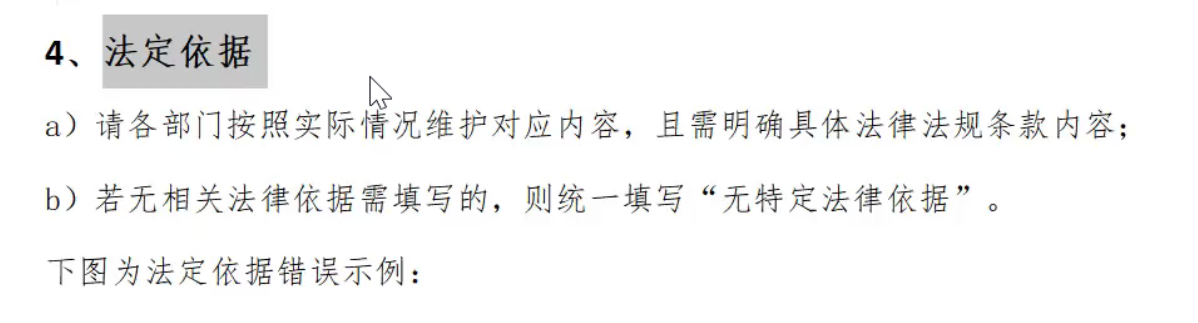 4、法定依据
a）请各部门按照实际情况维护对应内容，且需明确具体法律法规条款内容；
b）若无相关法律依据需填写的，则统一填写“无特定法律依据”。
下图为法定依据错误示例：